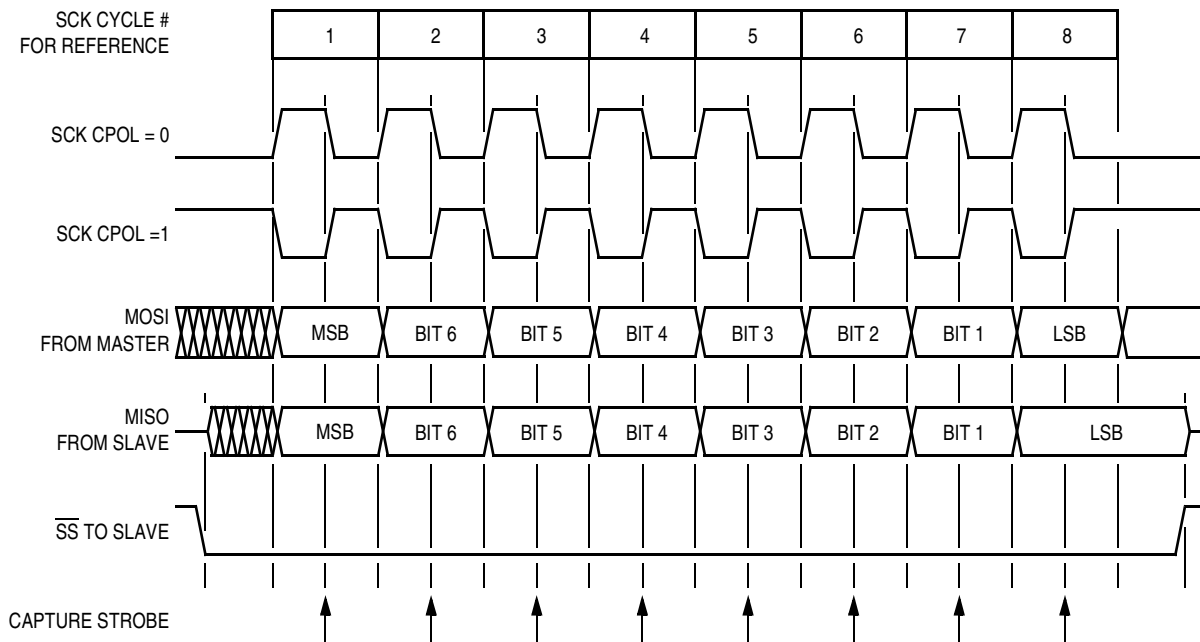 SCK CYCLE #
FOR REFERENCE
1 2 3 4 5 6 7 8
SCK CPOL = 0
SCK CPOL =1
MOSI
FROM MASTER
MSB BIT 6 BIT 5 BIT 4 BIT 3 BIT 2 BIT 1 LSB
MISO
FROM SLAVE
MSB BIT 6 BIT 5 BIT 4 BIT 3 BIT 2 BIT 1 LSB
SS TO SLAVE
CAPTURE STROBE